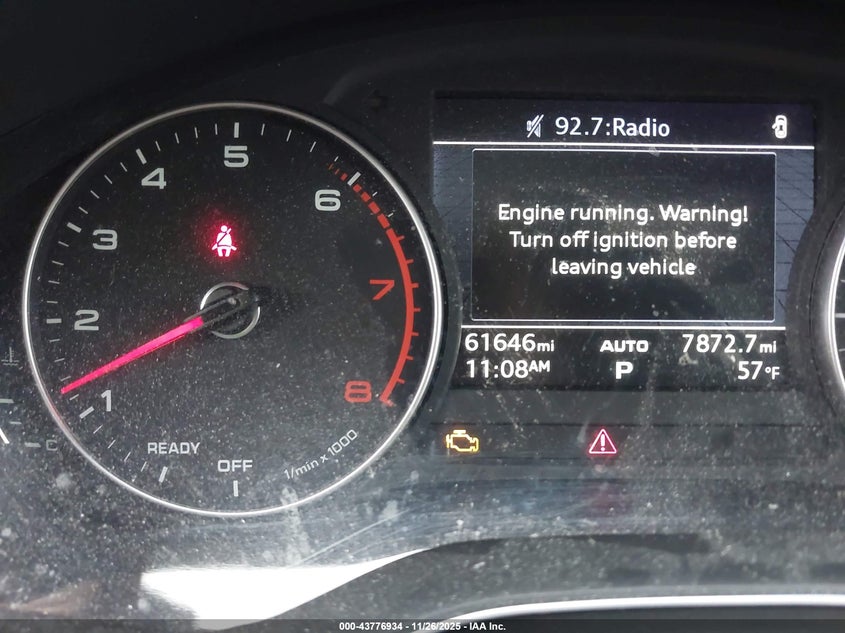 92.7:Radio
Engine running. Warning!
Turn off ignition before
leaving vehicle
61646mi AUTO 7872.7mi
11:08AM P 57°F
5
4
6
3
7
2
8
1
READY
OFF
1/min x 1000
C
000-43776934 - 11/26/2025 - IAA Inc.